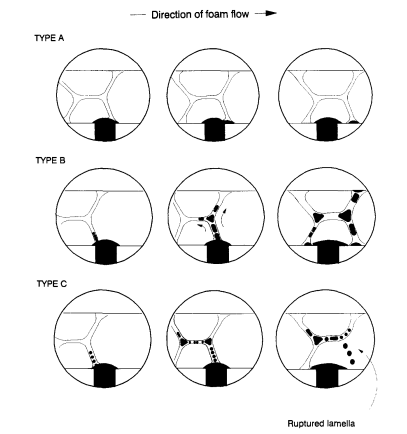 Direction of foam flow
TYPE A
TYPE B
TYPE C
Ruptured lamella